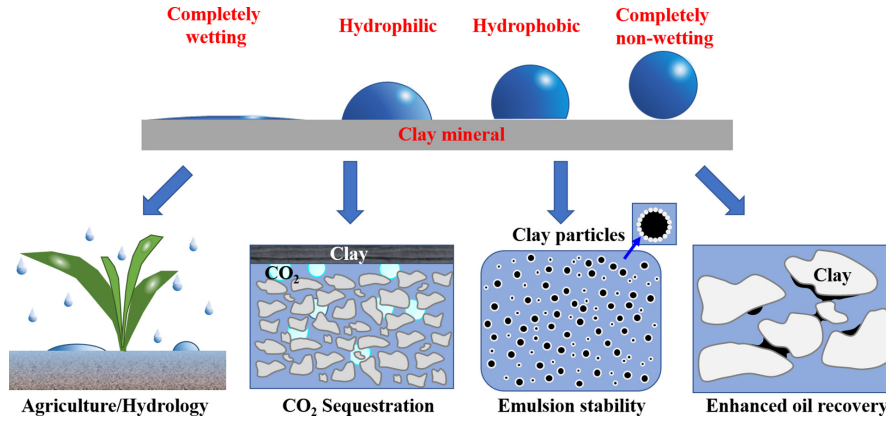 Completely
wetting
Hydrophilic
Hydrophobic
Completely
non-wetting
Clay mineral
Clay
CO₂
Clay particles
Clay
Agriculture/Hydrology
CO₂ Sequestration
Emulsion stability
Enhanced oil recovery